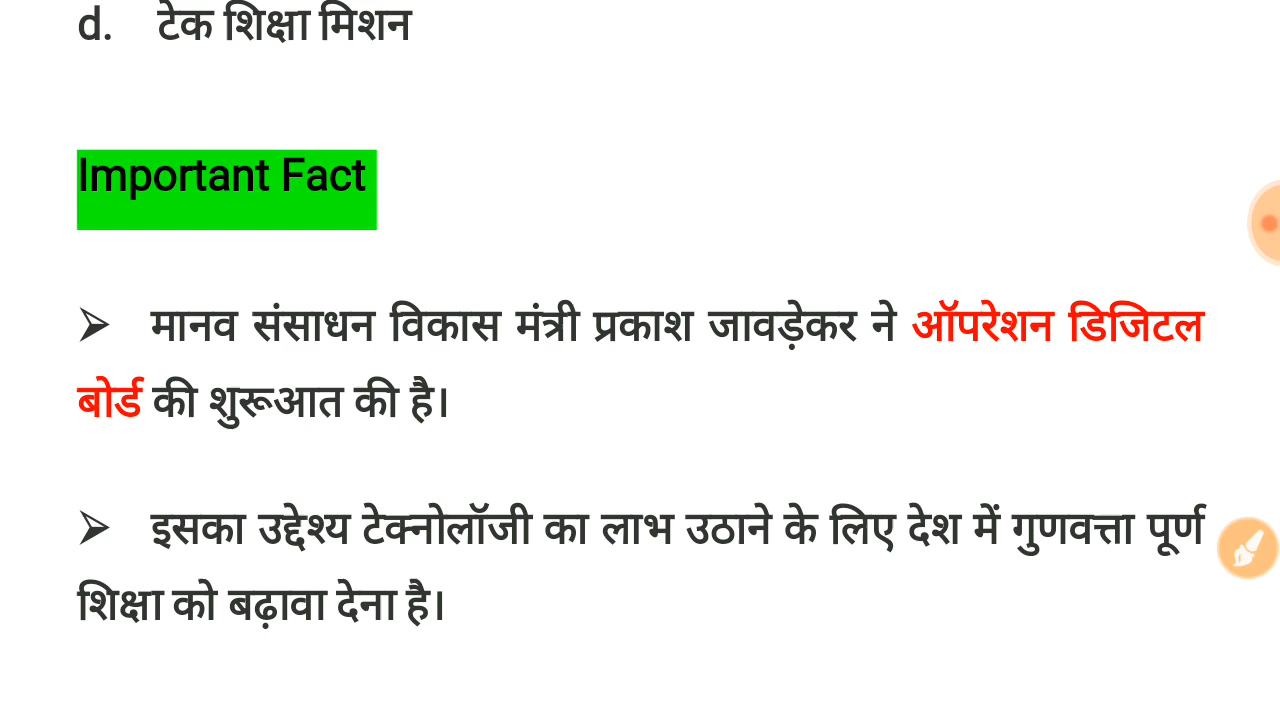 d. टेक शिक्षा मिशन
Important Fact
➢ मानव संसाधन विकास मंत्री प्रकाश जावड़ेकर ने ऑपरेशन डिजिटल
बोर्ड की शुरूआत की है।
➢ इसका उद्देश्य टेक्नोलॉजी का लाभ उठाने के लिए देश में गुणवत्ता पूर्ण
शिक्षा को बढ़ावा देना है।